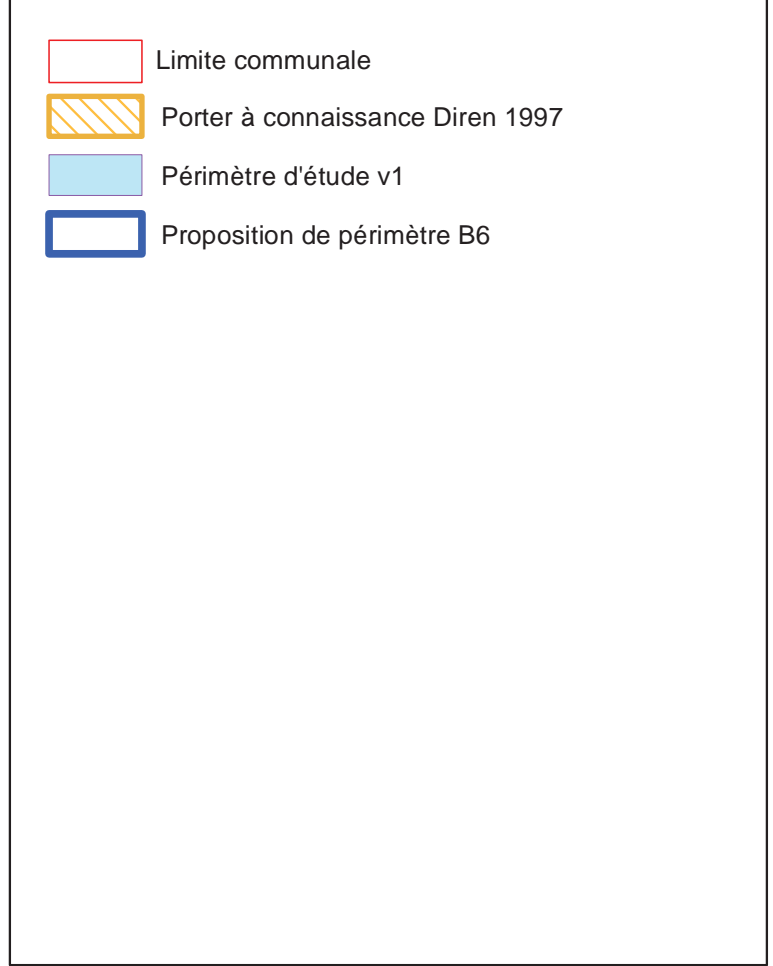 Limite communale
Porter à connaissance Diren 1997
Périmètre d'étude v1
Proposition de périmètre B6